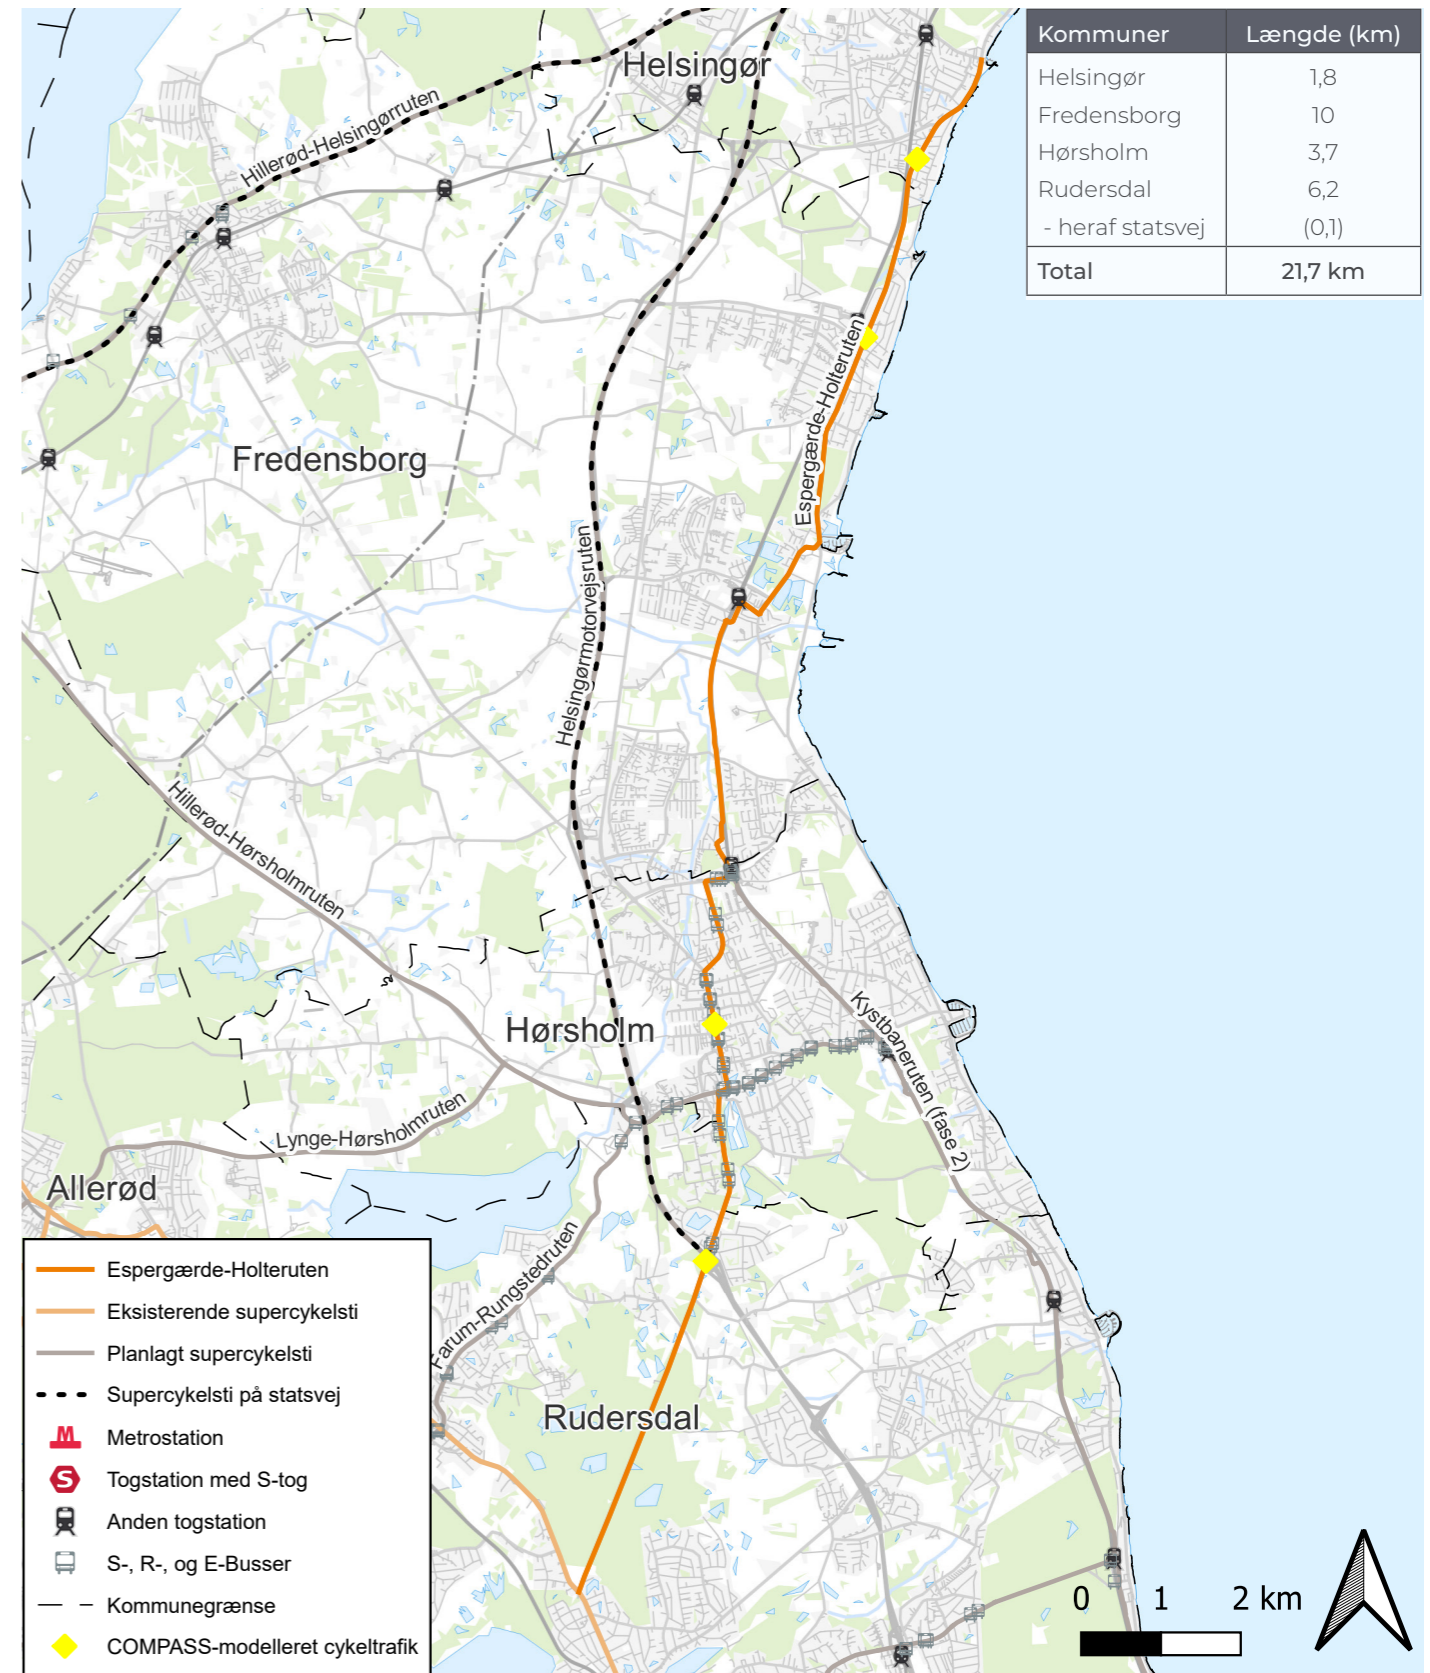 Kommuner Længde (km)
Helsingør 1,8
Fredensborg 10
Hørsholm 3,7
Rudersdal 6,2
- heraf statsvej (0,1)
Total 21,7 km
Helsingør
Hillerød-Helsingørruten
Espergærde-Holteruten
Fredensborg
Helsingørmotorvejsruten
Hillerød-Hørsholmruten
Hørsholm
Kystbaneruten (fase 2)
Lynge-Hørsholmruten
Allerød
Farum-Rungstedruten
Rudersdal
Espergærde-Holteruten
Eksisterende supercykelsti
Planlagt supercykelsti
Supercykelsti på statsvej
M Metrostation
S Togstation med S-tog
Anden togstation
S-, R-, og E-Busser
Kommunegrænse
COMPASS-modelleret cykeltrafik
0 1 2 km